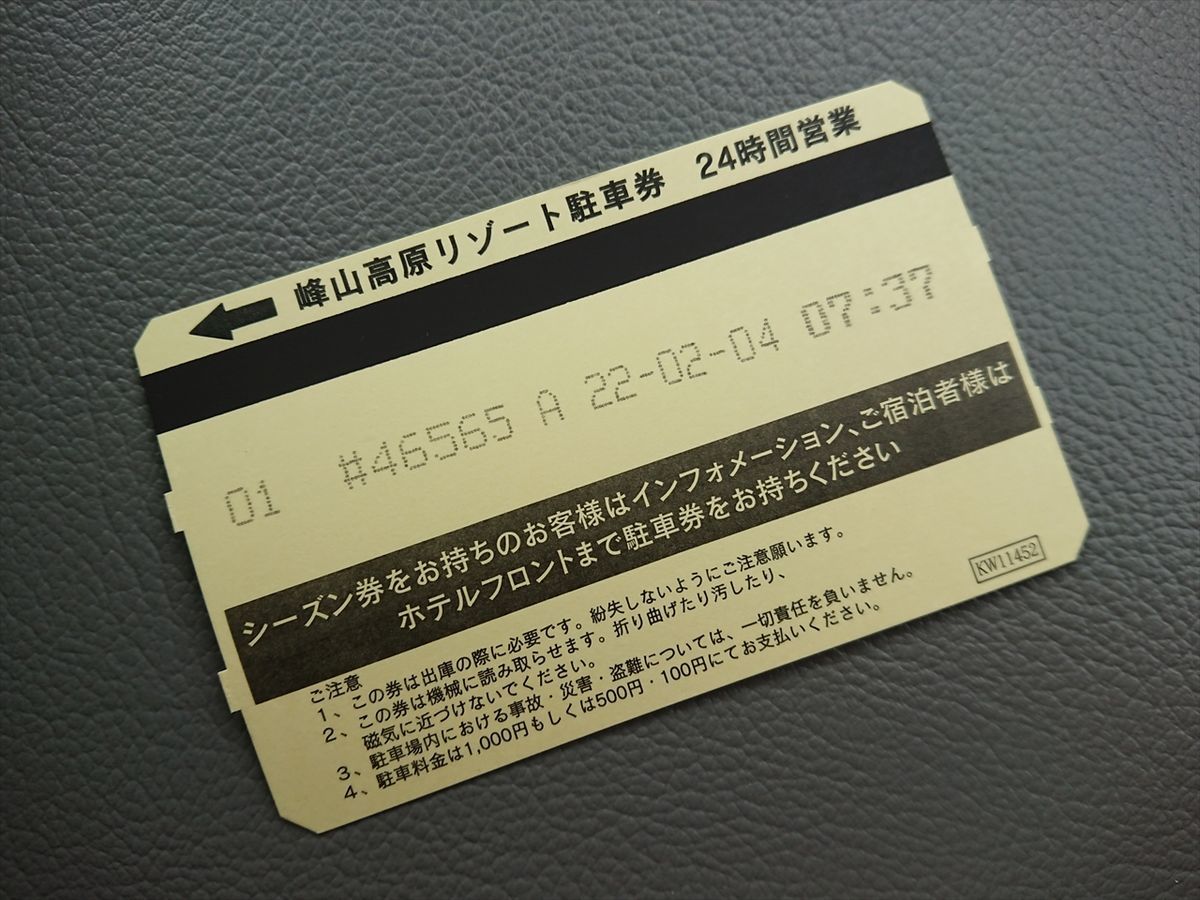 峰山高原リゾート駐車券 24時間営業
01 #46565 A 22-02-04 07:37
シーズン券をお持ちのお客様はインフォメーション、ご宿泊者様は
ホテルフロントまで駐車券をお持ちください
ご注意
1、この券は出庫の際に必要です。紛失しないようにご注意願います。
2、この券は機械に読み取らせます。折り曲げたり汚したり、
磁気に近づけないでください。
3、駐車場内における事故・災害・盗難については、一切責任を負いません。
4、駐車料金は1,000円もしくは500円・100円にてお支払いください。
KW11452